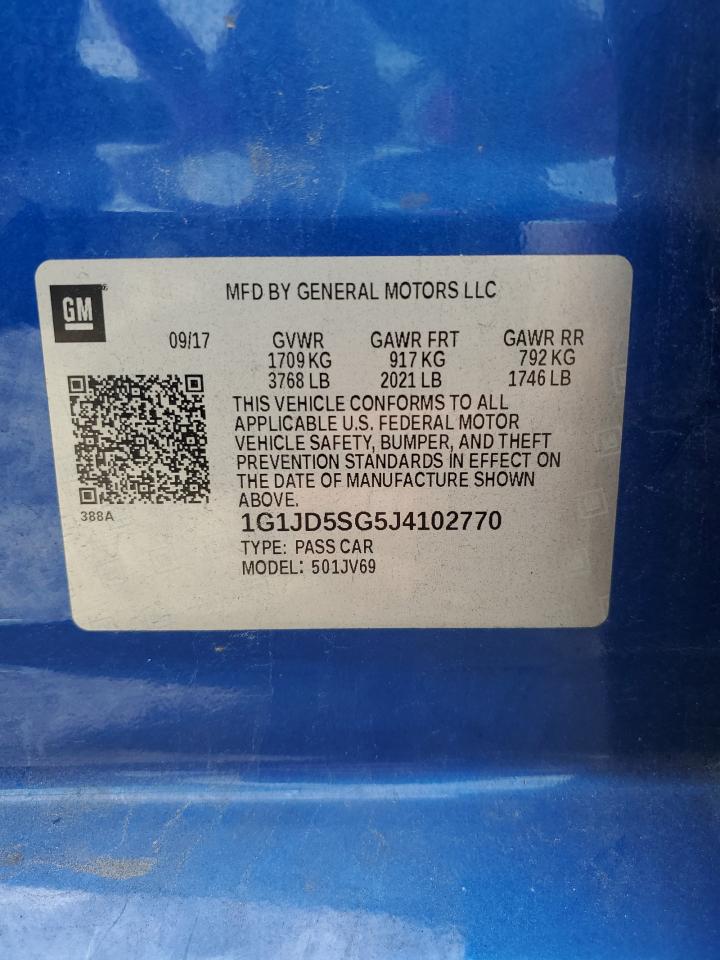 GM®
MFD BY GENERAL MOTORS LLC
09/17 GVWR GAWR FRT GAWR RR
1709 KG 917 KG 792 KG
3768 LB 2021 LB 1746 LB
THIS VEHICLE CONFORMS TO ALL
APPLICABLE U.S. FEDERAL MOTOR
VEHICLE SAFETY, BUMPER, AND THEFT
PREVENTION STANDARDS IN EFFECT ON
THE DATE OF MANUFACTURE SHOWN
ABOVE.
388A
1G1JD5SG5J4102770
TYPE: PASS CAR
MODEL: 501JV69